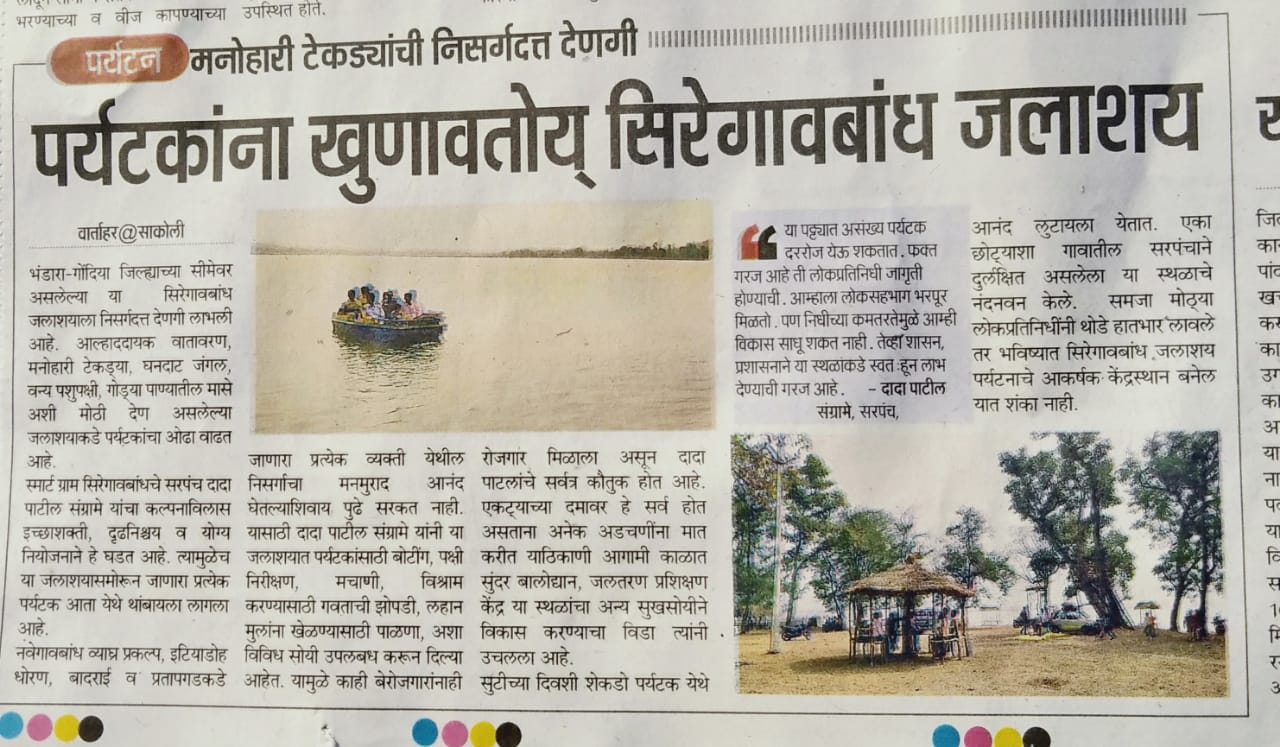 भरण्याच्या व वीज कापण्याच्या उपस्थित होते.
पर्यटन
मनोहारी टेकड्यांची निसर्गदत्त देणगी
पर्यटकांना खुणावतोय् सिरेगावबांध जलाशय
वार्ताहर@साकोली
भंडारा-गोंदिया जिल्ह्याच्या सीमेवर
असलेल्या या सिरेगावबांध
जलाशयाला निसर्गदत्त देणगी लाभली
आहे. आल्हाददायक वातावरण,
मनोहारी टेकड्या, घनदाट जंगल,
वन्य पशुपक्षी, गोड्या पाण्यातील मासे
अशी मोठी देण असलेल्या
जलाशयाकडे पर्यटकांचा ओढा वाढत
आहे.
स्मार्ट ग्राम सिरेगावबांधचे सरपंच दादा
पाटील संग्रामे यांचा कल्पनाविलास
इच्छाशक्ती, दृढनिश्चय व योग्य
नियोजनाने हे घडत आहे. त्यामुळेच
या जलाशयासमोरून जाणारा प्रत्येक
पर्यटक आता येथे थांबायला लागला
आहे.
नवेगावबांध व्याघ्र प्रकल्प, इटियाडोह
धोरण, बादराई व प्रतापगडकडे
जाणारा प्रत्येक व्यक्ती येथील
निसर्गाचा मनमुराद आनंद
घेतल्याशिवाय पुढे सरकत नाही.
यासाठी दादा पाटील संग्रामे यांनी या
जलाशयात पर्यटकांसाठी बोटींग, पक्षी
निरीक्षण, मचाणी, विश्राम
करण्यासाठी गवताची झोपडी, लहान
मुलांना खेळण्यासाठी पाळणा, अशा
विविध सोयी उपलबध करून दिल्या
आहेत. यामुळे काही बेरोजगारांनाही
रोजगार मिळाला असून दादा
पाटलांचे सर्वत्र कौतुक होत आहे.
एकट्याच्या दमावर हे सर्व होत
असताना अनेक अडचणींना मात
करीत याठिकाणी आगामी काळात
सुंदर बालोद्यान, जलतरण प्रशिक्षण
केंद्र या स्थळांचा अन्य सुखसोयीने
विकास करण्याचा विडा त्यांनी
उचलला आहे.
सुंटीच्या दिवशी शेकडो पर्यटक येथे
या पट्ट्यात असंख्य पर्यटक
दररोज येऊ शकतात. फक्त
गरज आहे ती लोकप्रतिनिधी जागृती
होण्याची. आम्हाला लोकसहभाग भरपूर
मिळतो. पण निधीच्या कमतरतेमुळे आम्ही
विकास साधू शकत नाही. तेव्हा शासन,
प्रशासनाने या स्थळांकडे स्वतःहून लाभ
देण्याची गरज आहे. - दादा पाटील
संग्रामे, सरपंच,
आनंद लुटायला येतात. एका
छोट्याशा गावातील सरपंचाने
दुर्लक्षित असलेला या स्थळाचे
नंदनवन केले. समजा मोठ्या
लोकप्रतिनिधींनी थोडे हातभार लावले
तर भविष्यात सिरेगावबांध जलाशय
पर्यटनाचे आकर्षक केंद्रस्थान बनेल
यात शंका नाही.